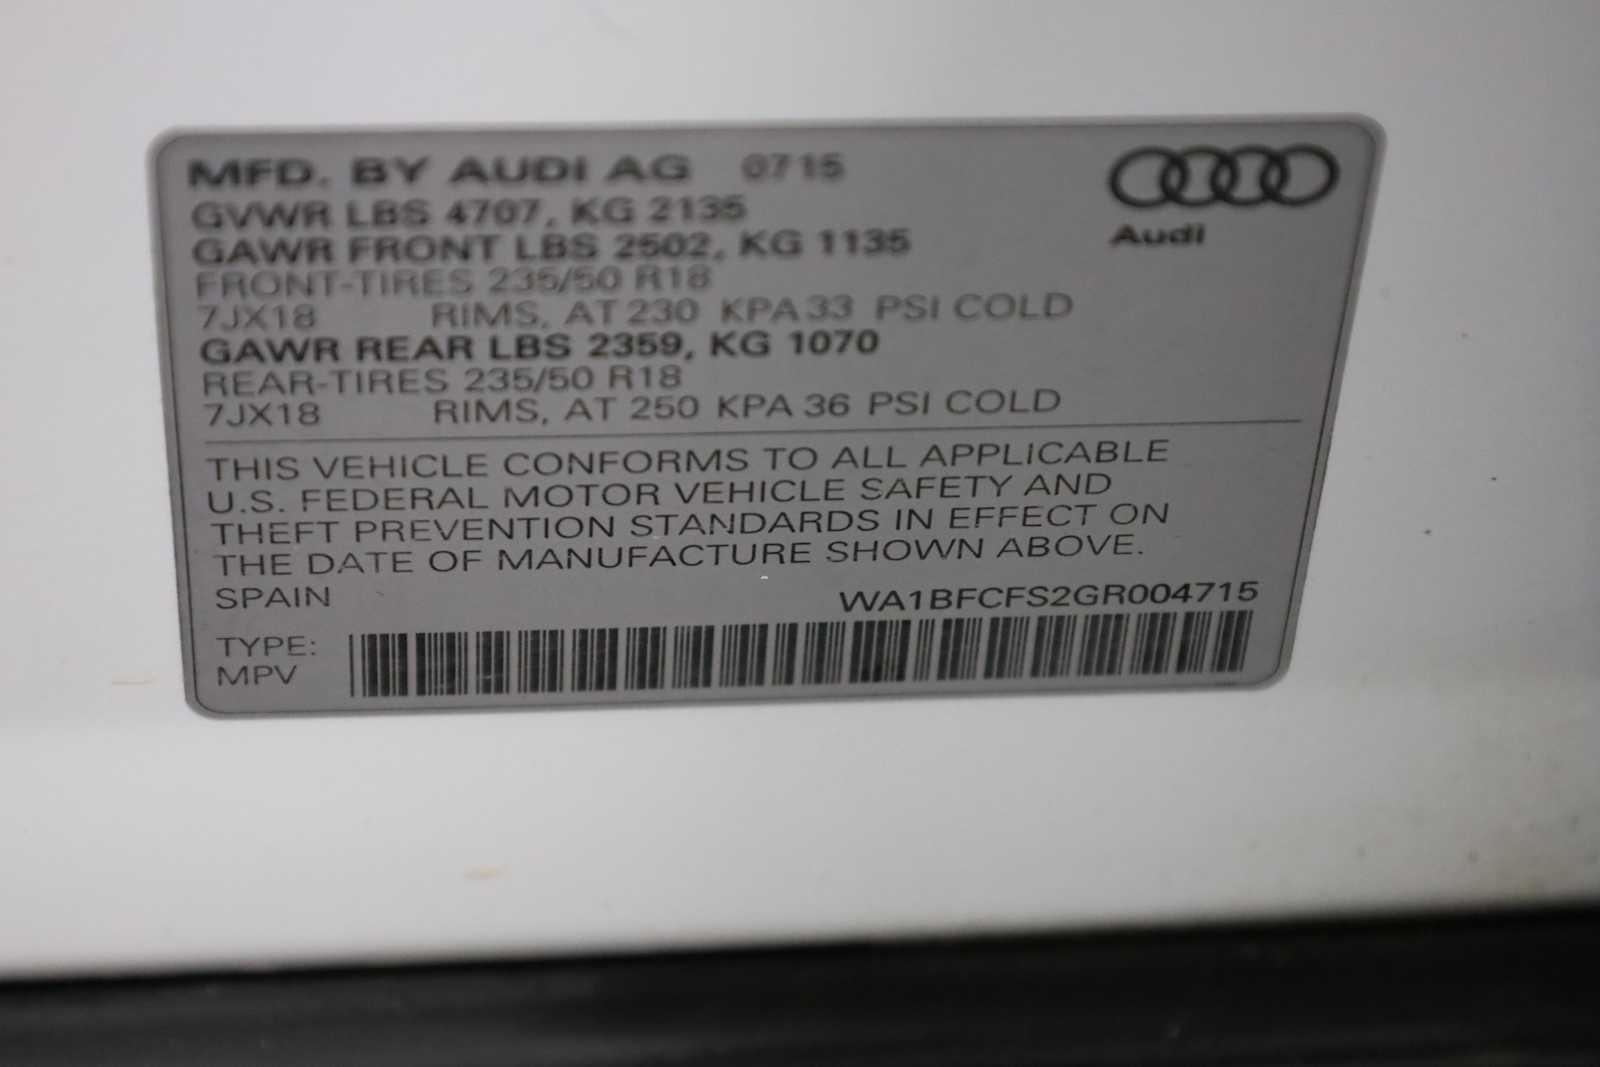 MFD. BY AUDI AG 0715
GVWR LBS 4707, KG 2135
GAWR FRONT LBS 2502, KG 1135
FRONT-TIRES 235/50 R18
7JX18 RIMS, AT 230 KPA 33 PSI COLD
GAWR REAR LBS 2359, KG 1070
REAR-TIRES 235/50 R18
7JX18 RIMS, AT 250 KPA 36 PSI COLD
Audi
THIS VEHICLE CONFORMS TO ALL APPLICABLE
U.S. FEDERAL MOTOR VEHICLE SAFETY AND
THEFT PREVENTION STANDARDS IN EFFECT ON
THE DATE OF MANUFACTURE SHOWN ABOVE.
SPAIN WA1BFCFS2GR004715
TYPE:
MPV